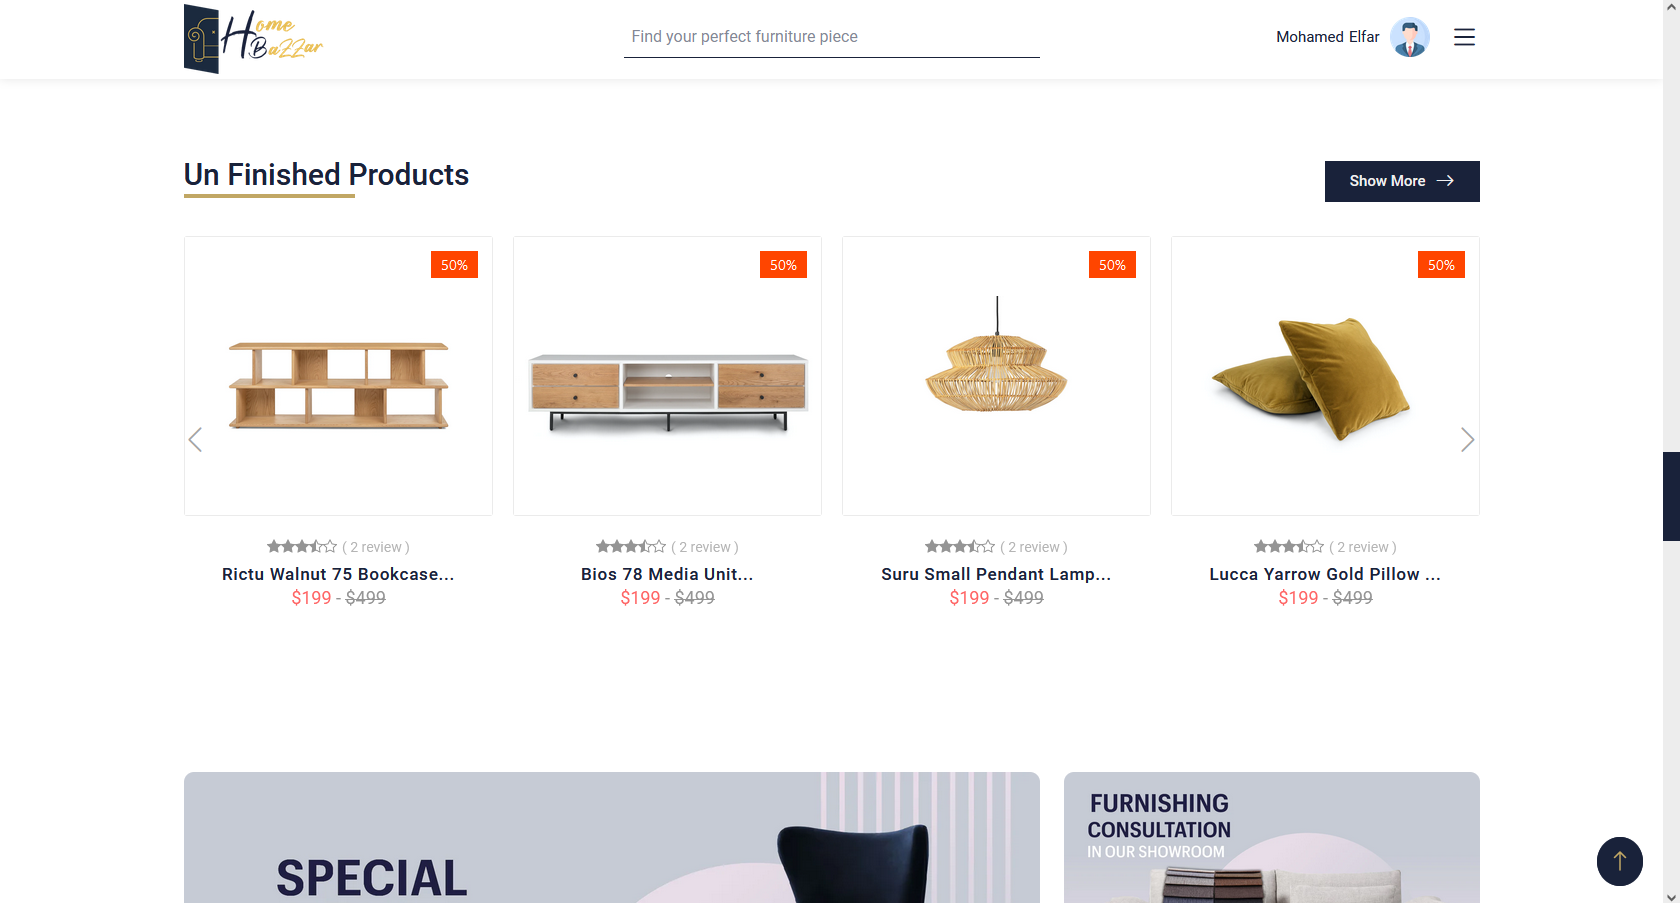 Home
BaZZar
Find your perfect furniture piece
Mohamed Elfar
Un Finished Products
Show More
50%
50%
50%
50%
( 2 review )
( 2 review )
( 2 review )
( 2 review )
Rictu Walnut 75 Bookcase...
Bios 78 Media Unit...
Suru Small Pendant Lamp...
Lucca Yarrow Gold Pillow ...
$199 - $499
$199 - $499
$199 - $499
$199 - $499
SPECIAL
FURNISHING
CONSULTATION
IN OUR SHOWROOM